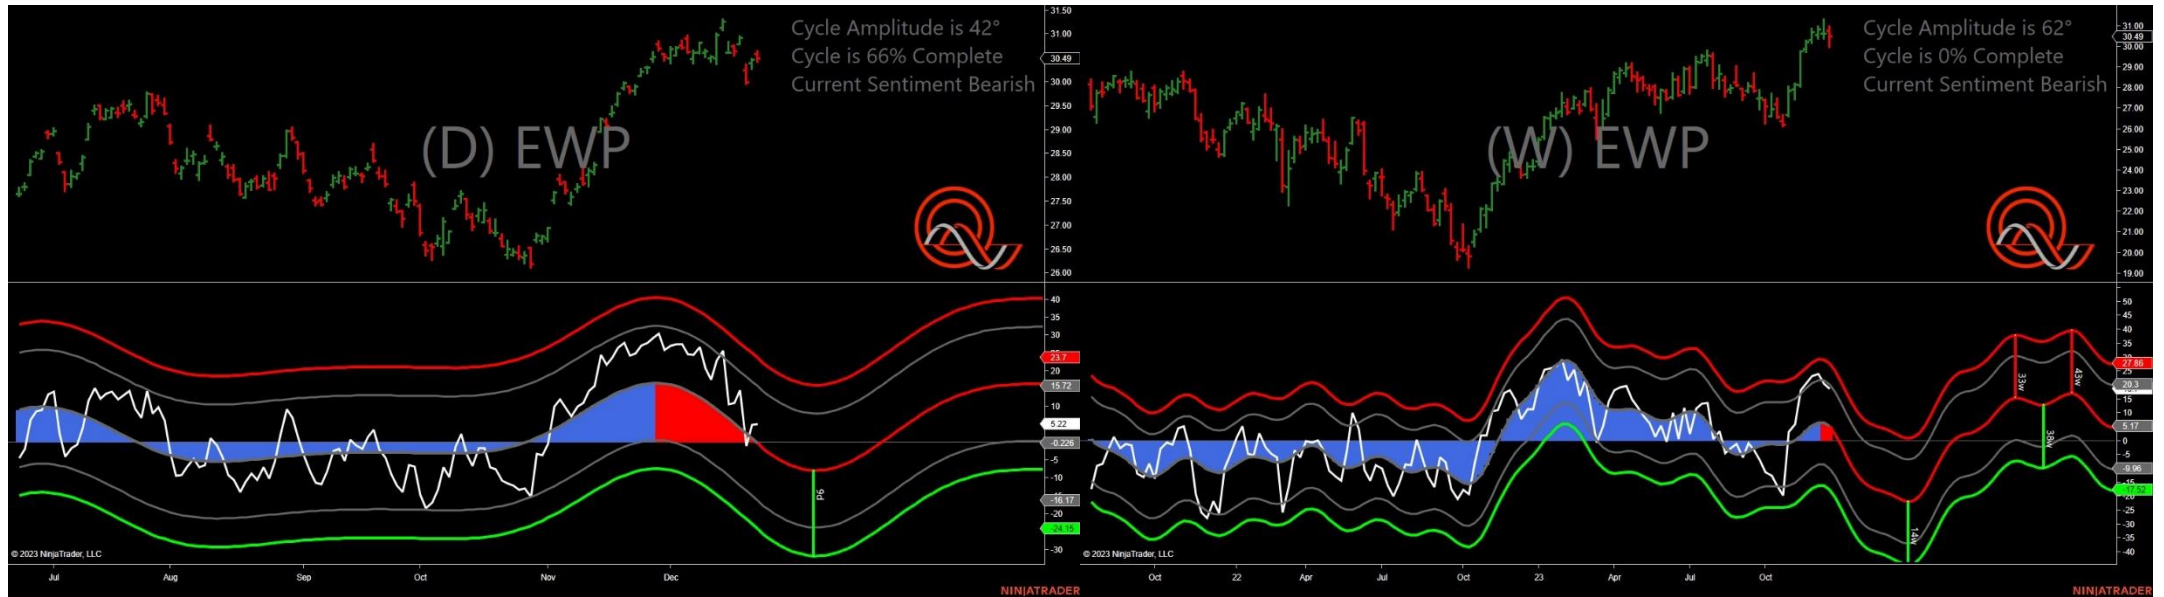 Cycle Amplitude is 42°
Cycle is 66% Complete
Current Sentiment Bearish
(D) EWP
31.50
31.00
30.49
30.00
29.50
29.00
28.50
28.00
27.50
27.00
26.50
26.00
40
35
30
23.7
20
15.72
10
5.22
-0.226
-5
-10
-16.17
-20
-24.15
-30
9d
© 2023 NinjaTrader, LLC
Jul
Aug
Sep
Oct
Nov
Dec
NINJATRADER
Cycle Amplitude is 62°
Cycle is 0% Complete
Current Sentiment Bearish
(W) EWP
31.00
30.49
30.00
29.00
28.00
27.00
26.00
25.00
24.00
23.00
22.00
21.00
20.00
19.00
50
45
40
35
27.86
25
20.3
15
10
5.17
0
-5
-9.96
-17.52
-25
-30
-35
-40
14w
33w
38w
43w
© 2023 NinjaTrader, LLC
Oct
22
Apr
Jul
Oct
23
Apr
Jul
Oct
NINJATRADER